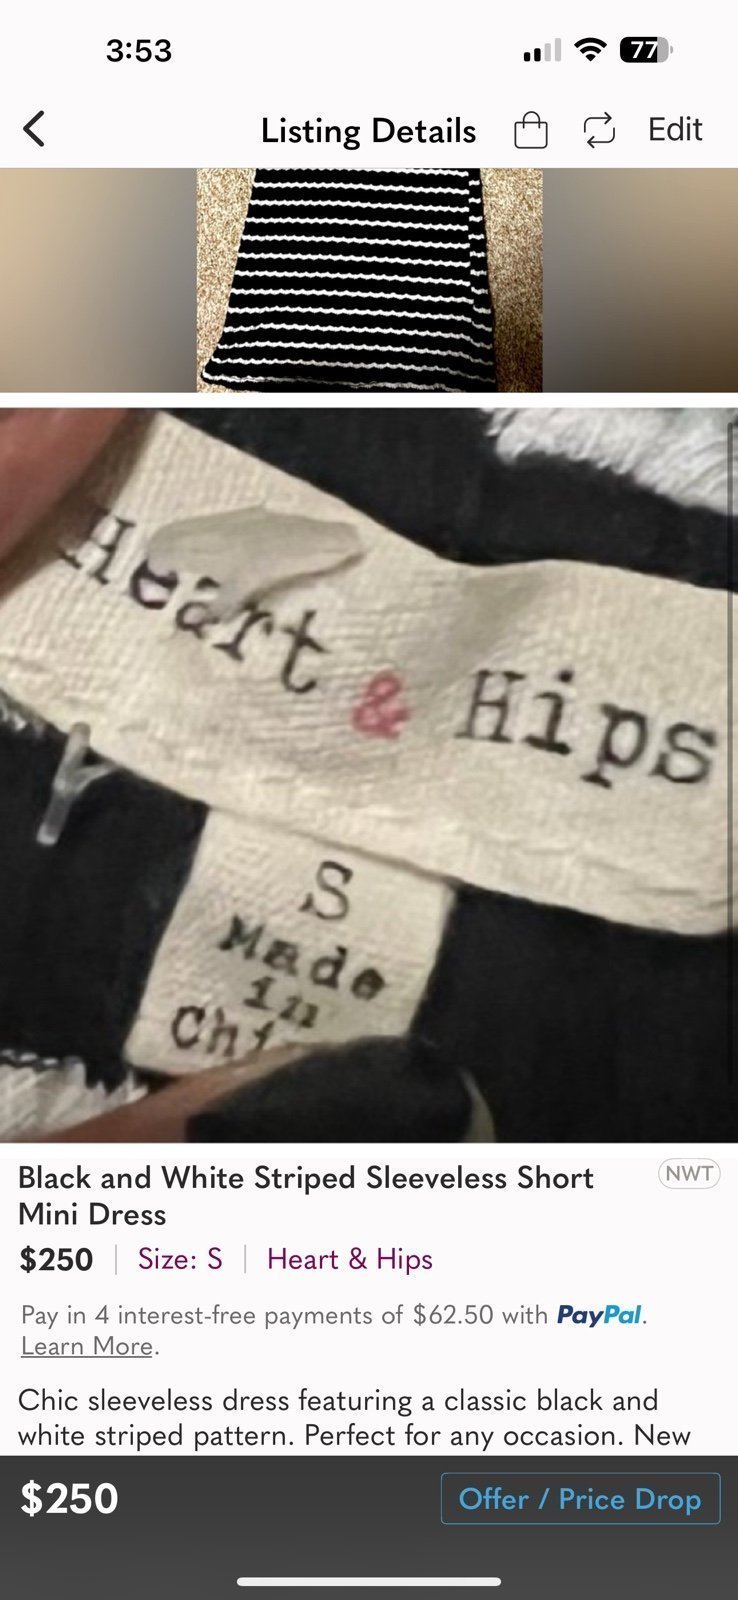 3:53
77
Listing Details
Edit
Heart & Hips
S
Made
in
Chi
Black and White Striped Sleeveless Short
NWT
Mini Dress
$250 | Size: S | Heart & Hips
Pay in 4 interest-free payments of $62.50 with PayPal.
Learn More.
Chic sleeveless dress featuring a classic black and
white striped pattern. Perfect for any occasion. New
$250
Offer / Price Drop